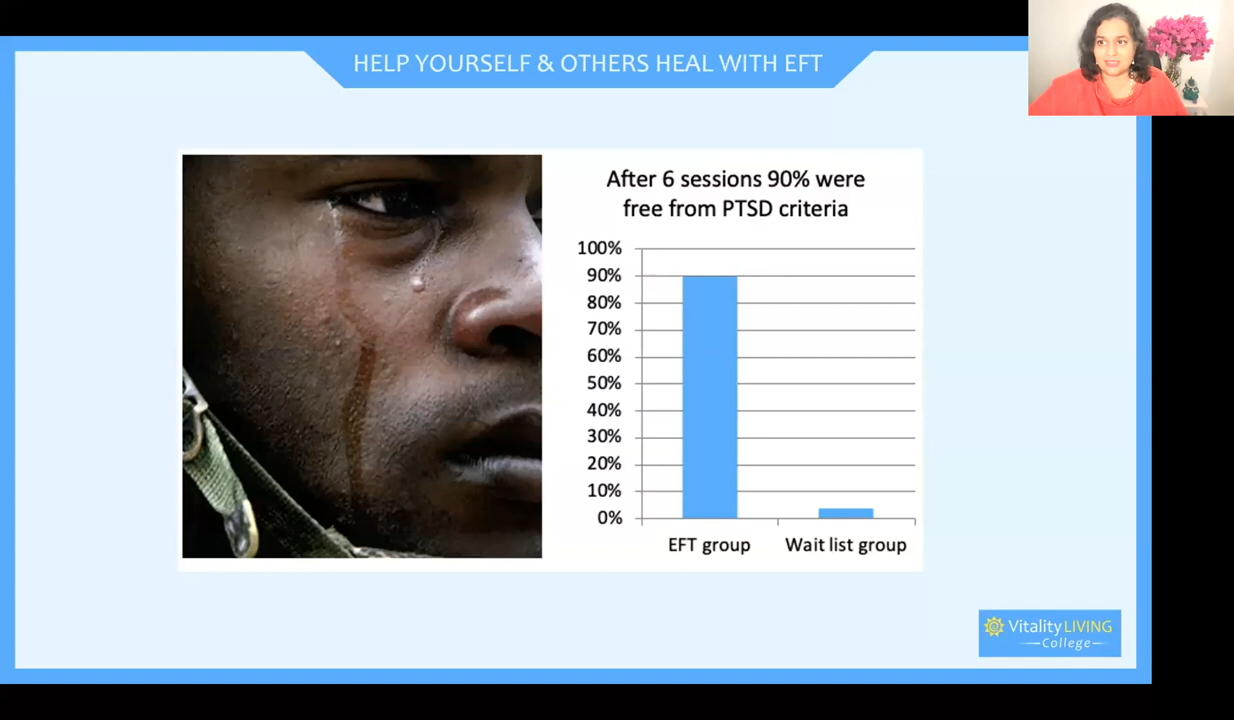 HELP YOURSELF & OTHERS HEAL WITH EFT
After 6 sessions 90% were
free from PTSD criteria
100%
90%
80%
70%
60%
50%
40%
30%
20%
10%
0%
EFT group
Wait list group
Vitality LIVING
College